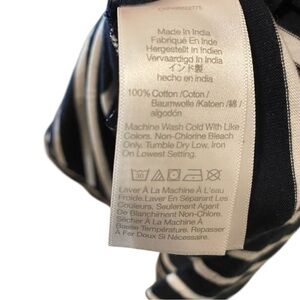 Made In India
Fabriqué En Inde
Hergestellt in Indien
Vervaardigd In India
インド製
hecho en india
100% Cotton /Coton /
Baumwolle /Katoen /綿 /
algodón
Machine Wash Cold With Like
Colors. Non-Chlorine Bleach
Only. Tumble Dry Low, Iron
On Lowest Setting.
Laver À La Machine À L'eau
Froide.Laver En Séparant Les
Couleurs. Seulement Agent
De Blanchiment Non-Chlore.
Sécher À La Machine À
Basse Température. Repasser
À Fer Doux Si Nécessaire.